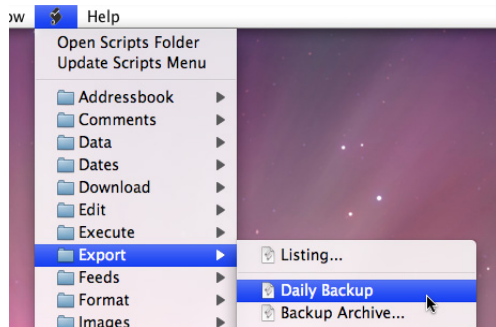 ow Help
Open Scripts Folder
Update Scripts Menu
Addressbook
Comments
Data
Dates
Download
Edit
Execute
Export
Listing...
Feeds
Daily Backup
Format
Backup Archive...
Images